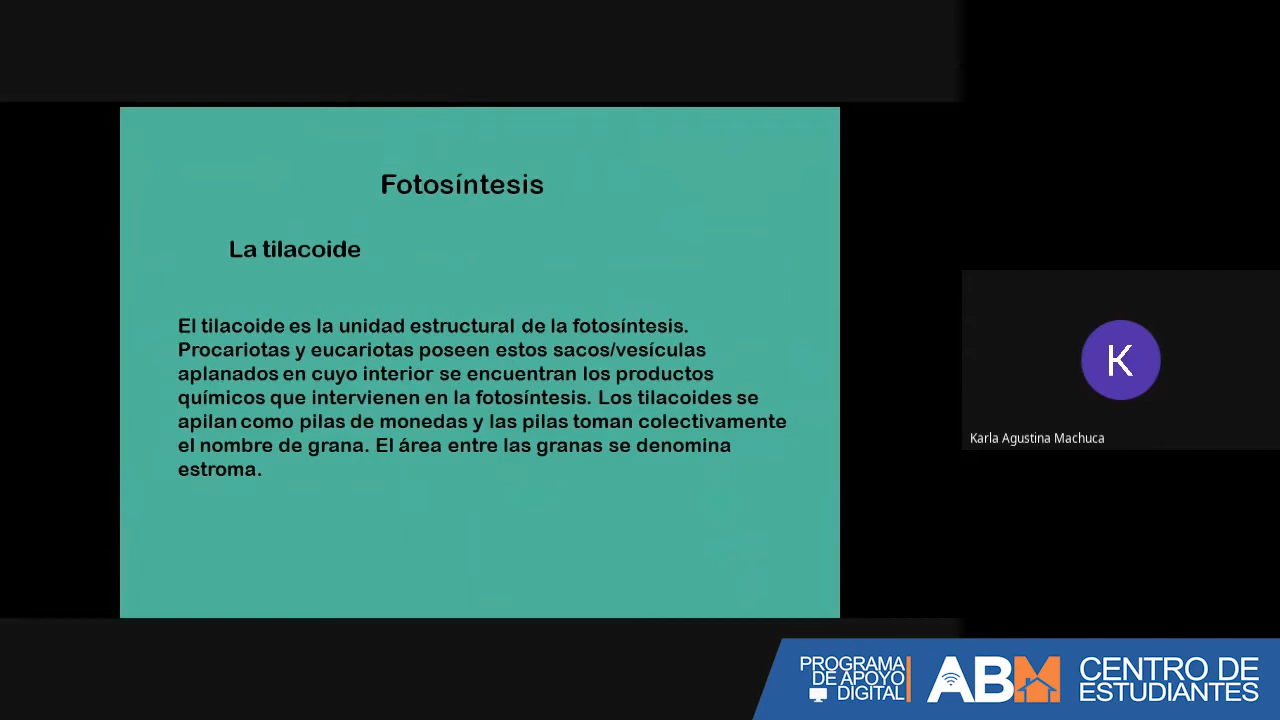 Fotosíntesis
La tilacoide
El tilacoide es la unidad estructural de la fotosíntesis.
Procariotas y eucariotas poseen estos sacos/vesículas
aplanados en cuyo interior se encuentran los productos
químicos que intervienen en la fotosíntesis. Los tilacoides se
apilan como pilas de monedas y las pilas toman colectivamente
el nombre de grana. El área entre las granas se denomina
estroma.
K
Karla Agustina Machuca
PROGRAMA
DE APOYO
DIGITAL
ABM
CENTRO DE
ESTUDIANTES